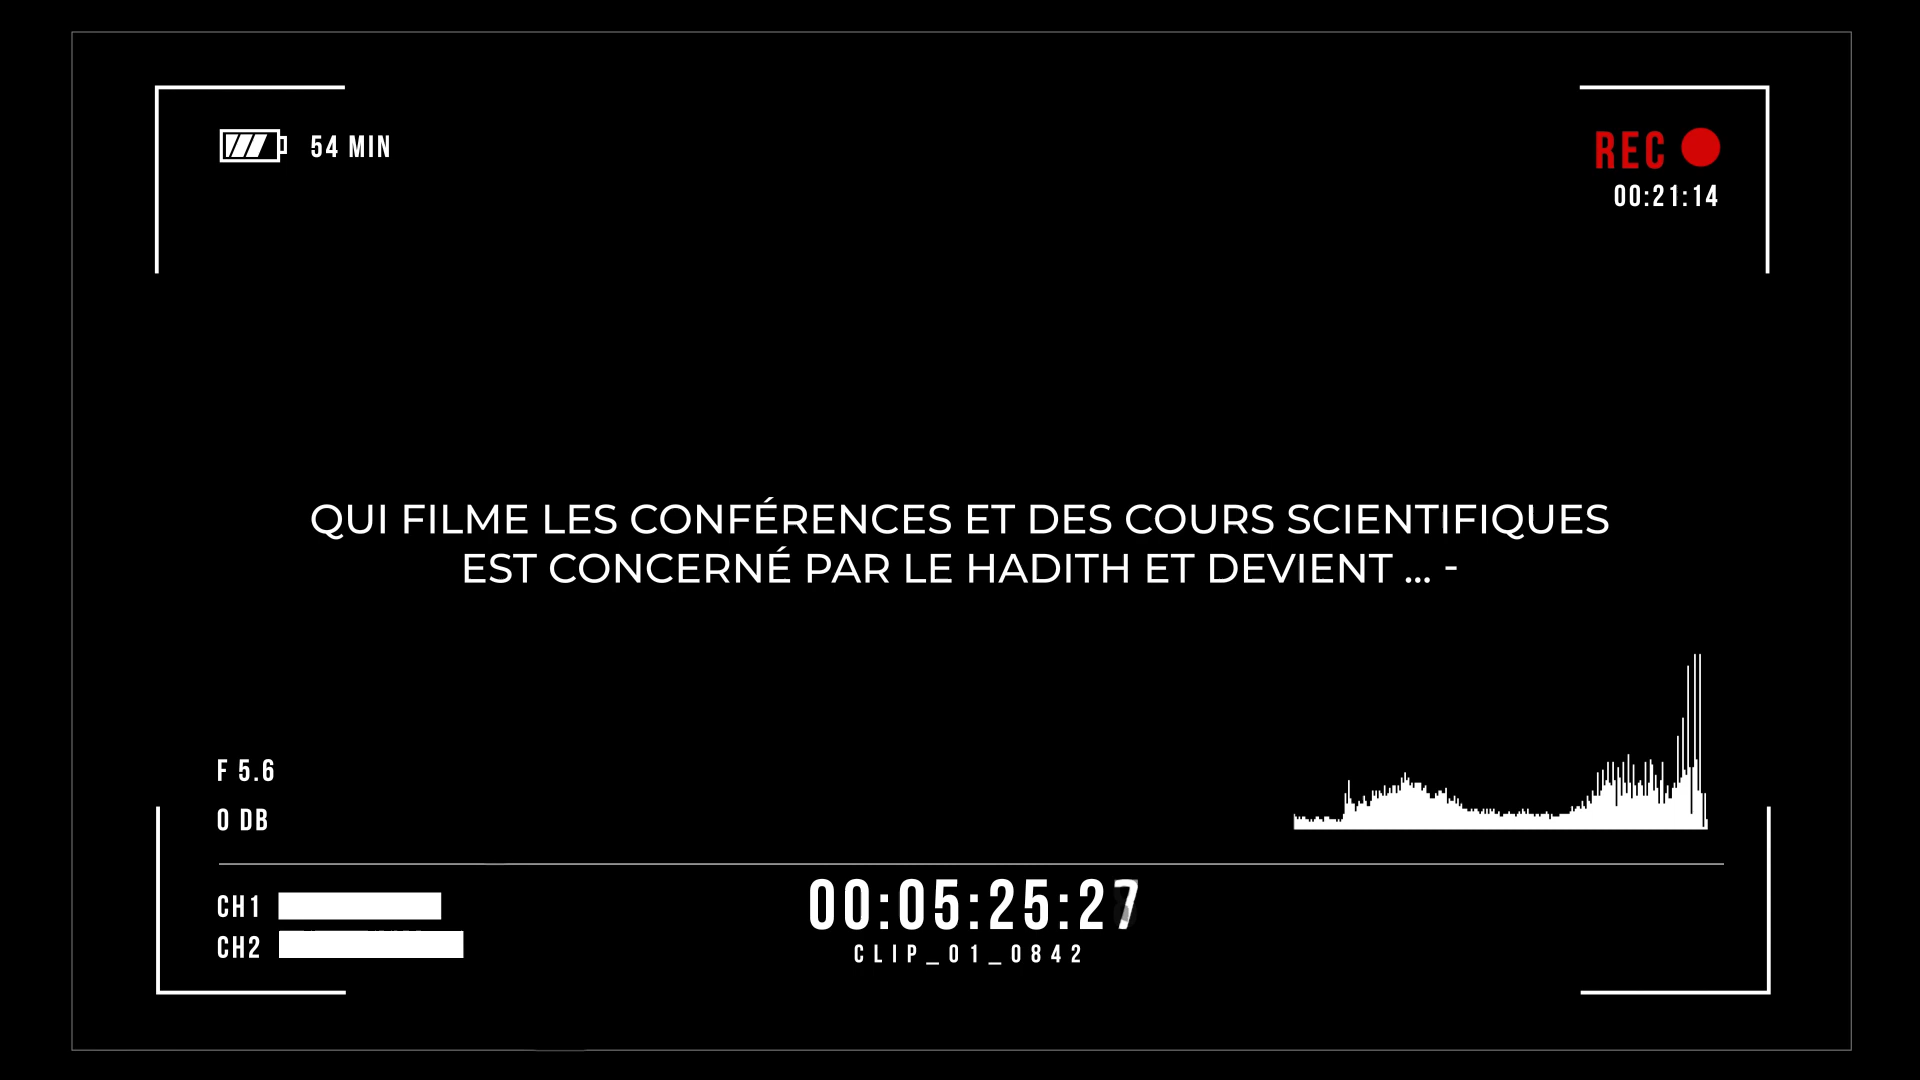 54 MIN
REC
00:21:14
QUI FILME LES CONFÉRENCES ET DES COURS SCIENTIFIQUES
EST CONCERNÉ PAR LE HADITH ET DEVIENT ... -
F 5.6
0 DB
CH1
CH2
00:05:25:27
CLIP_01_0842